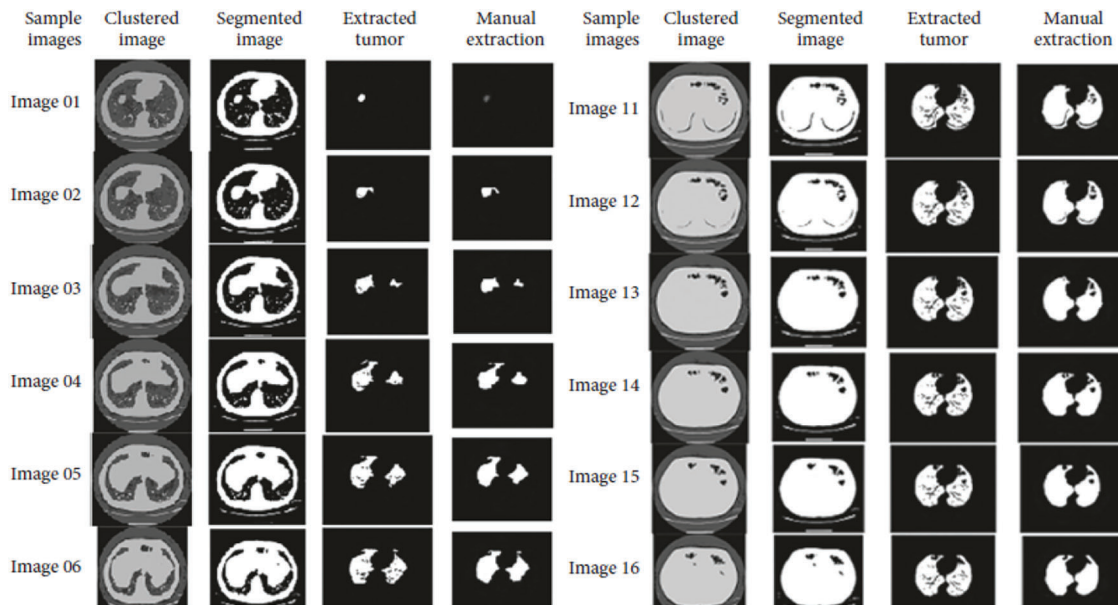 Sample images
Clustered image
Segmented image
Extracted tumor
Manual extraction
Image 01
Image 02
Image 03
Image 04
Image 05
Image 06
Sample images
Clustered image
Segmented image
Extracted tumor
Manual extraction
Image 11
Image 12
Image 13
Image 14
Image 15
Image 16